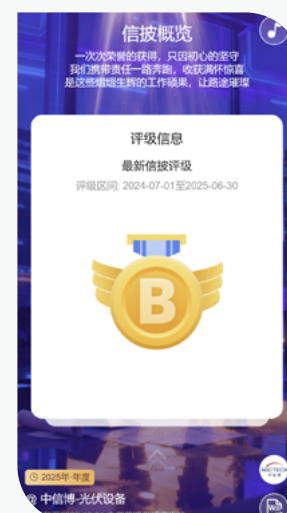 信披概览
一次次荣誉的获得，只因初心的坚守
我们携带责任一路奔跑，收获满怀惊喜
是这些熠熠生辉的工作硕果，让路途璀璨
评级信息
最新信披评级
评级区间: 2024-07-01至2025-06-30
B
2025年·年度
@ 中信博-光伏设备